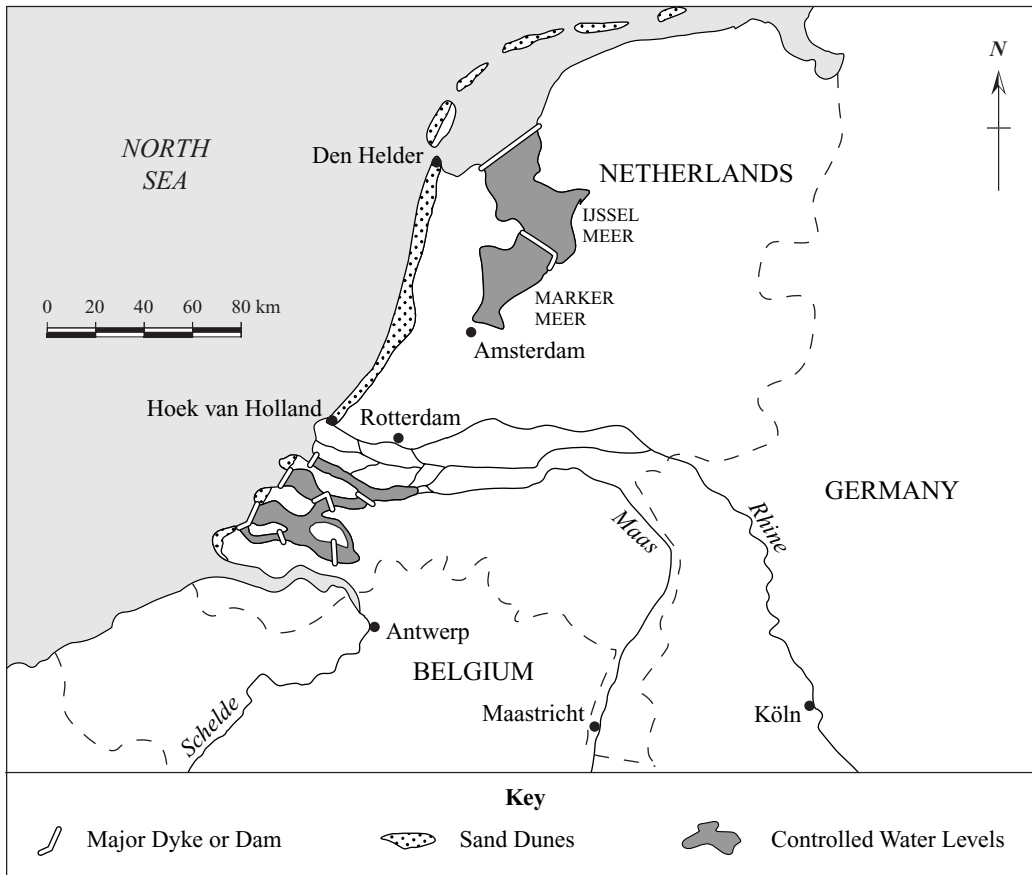 N
NORTH
SEA
Den Helder
NETHERLANDS
IJSSEL
MEER
0 20 40 60 80 km
MARKER
MEER
Amsterdam
Hoek van Holland
Rotterdam
GERMANY
Rhine
Maas
Antwerp
BELGIUM
Schelde
Maastricht
Köln
Key
Major Dyke or Dam
Sand Dunes
Controlled Water Levels